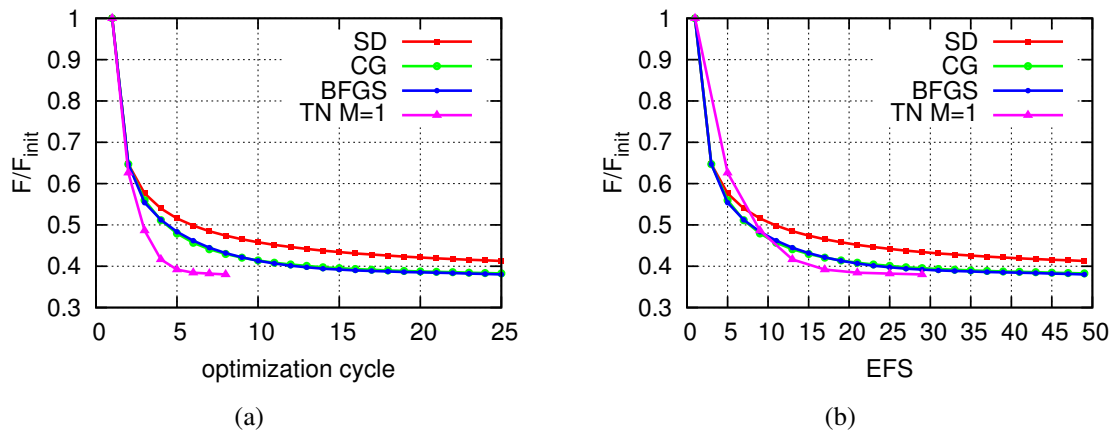 1
0.9
0.8
0.7
0.6
0.5
0.4
0.3
F/F_init
0 5 10 15 20 25
optimization cycle
SD
CG
BFGS
TN M=1
(a)
1
0.9
0.8
0.7
0.6
0.5
0.4
0.3
F/F_init
0 5 10 15 20 25 30 35 40 45 50
EFS
SD
CG
BFGS
TN M=1
(b)